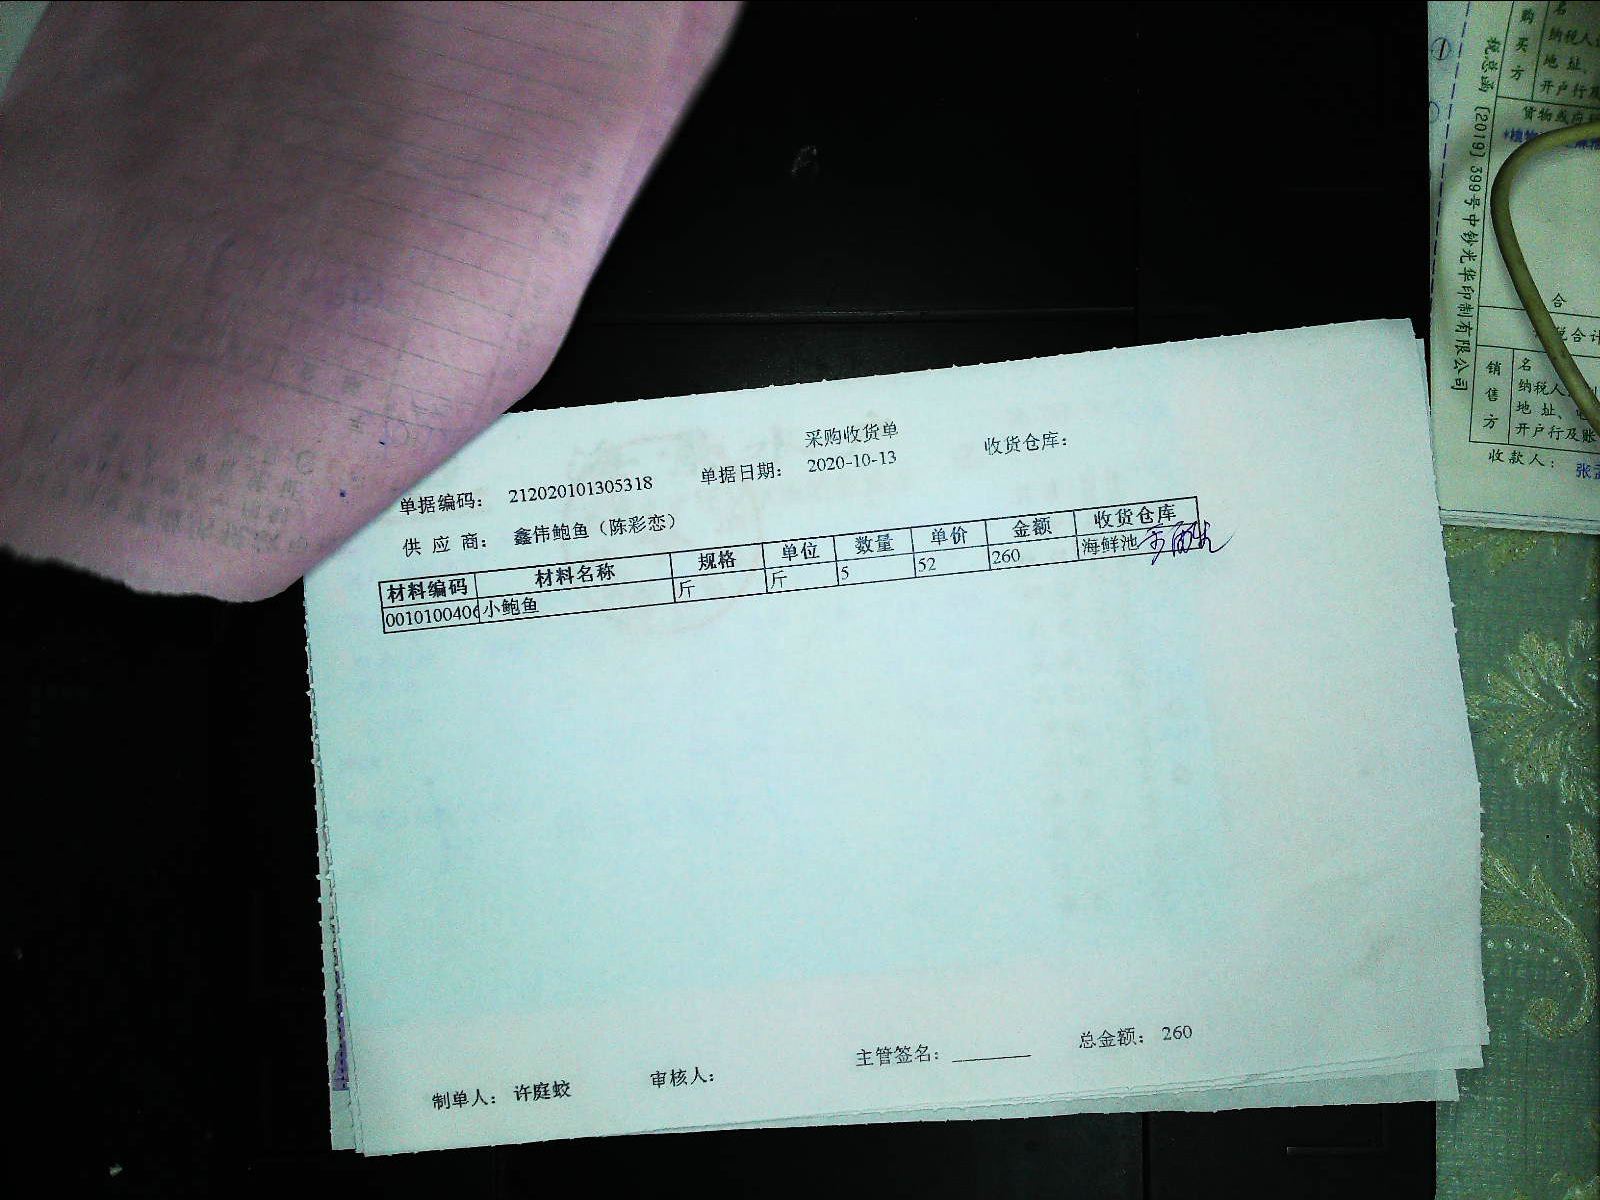 采购收货单
单据编码： 212020101305318 单据日期： 2020-10-13 收货仓库：
供 应 商： 鑫伟鲍鱼（陈彩恋）
材料编码 材料名称 规格 单位 数量 单价 金额 收货仓库
0010100406 小鲍鱼 斤 斤 5 52 260 海鲜池
制单人： 许庭蛟 审核人： 主管签名： 总金额： 260
税总函〔2019〕399号中钞光华印制有限公司
购买方
名
纳税人
地 址、
开户行及
货物或应
合
税合计
销售方
名
纳税人
地 址、
开户行及账
收款人：